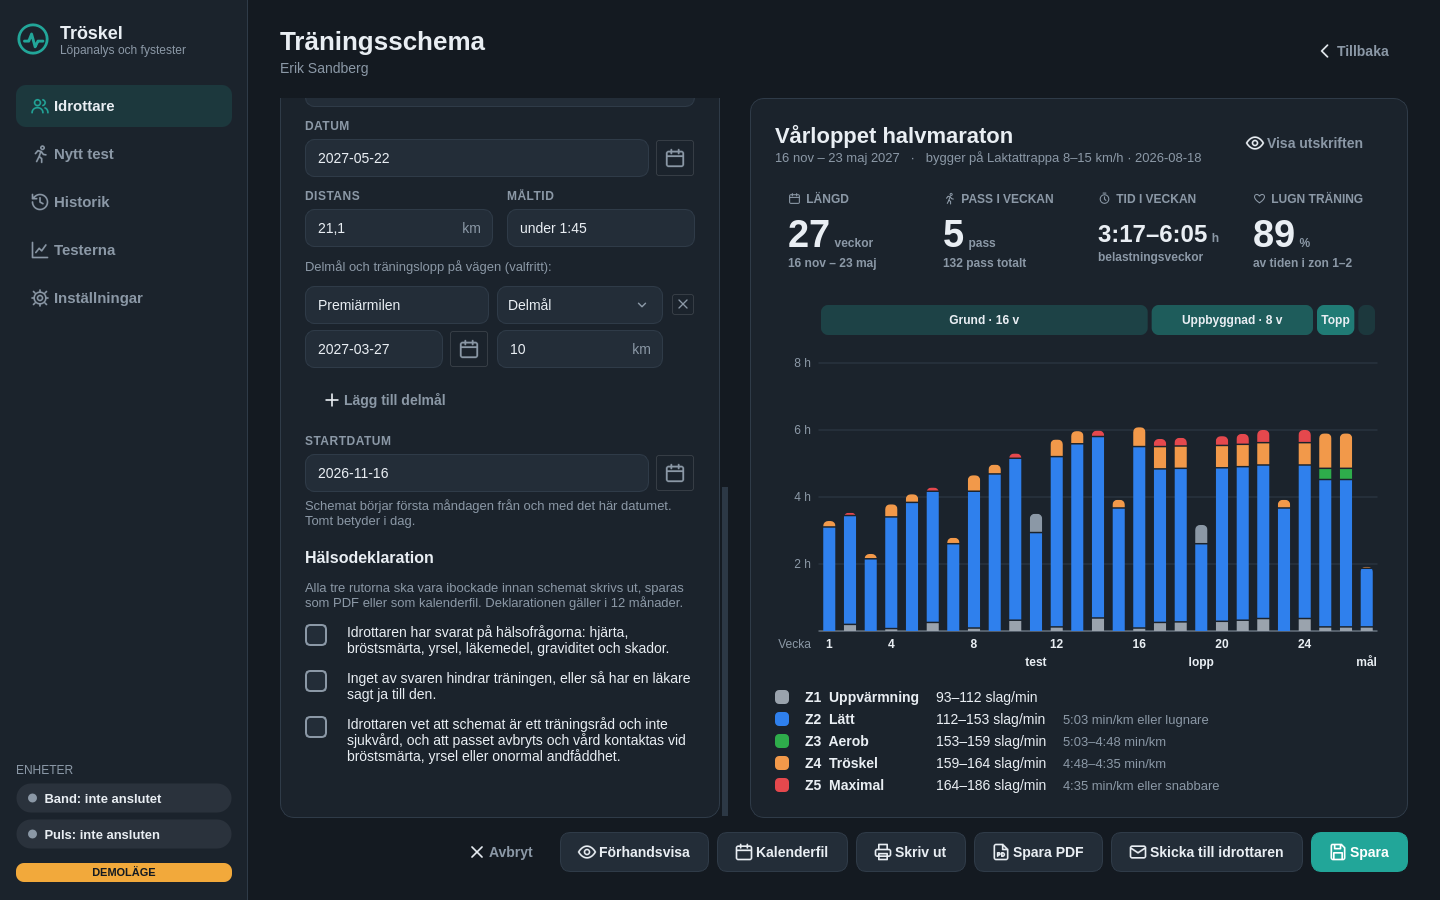 Tröskel
Löpanalys och fystester
Idrottare
Nytt test
Historik
Testerna
Inställningar
ENHETER
Band: inte anslutet
Puls: inte ansluten
DEMOLÄGE
Träningsschema
Erik Sandberg
Tillbaka
DATUM
2027-05-22
DISTANS
MÅLTID
21,1 km
under 1:45
Delmål och träningslopp på vägen (valfritt):
Premiärmilen
Delmål
2027-03-27
10 km
Lägg till delmål
STARTDATUM
2026-11-16
Schemat börjar första måndagen från och med det här datumet.
Tomt betyder i dag.
Hälsodeklaration
Alla tre rutorna ska vara ibockade innan schemat skrivs ut, sparas
som PDF eller som kalenderfil. Deklarationen gäller i 12 månader.
Idrottaren har svarat på hälsofrågorna: hjärta,
bröstsmärta, yrsel, läkemedel, graviditet och skador.
Inget av svaren hindrar träningen, eller så har en läkare
sagt ja till den.
Idrottaren vet att schemat är ett träningsråd och inte
sjukvård, och att passet avbryts och vård kontaktas vid
bröstsmärta, yrsel eller onormal andfåddhet.
Vårloppet halvmaraton
16 nov – 23 maj 2027 · bygger på Laktattrappa 8–15 km/h · 2026-08-18
Visa utskriften
LÄNGD
27 veckor
16 nov – 23 maj
PASS I VECKAN
5 pass
132 pass totalt
TID I VECKAN
3:17–6:05 h
belastningsveckor
LUGN TRÄNING
89 %
av tiden i zon 1–2
Grund · 16 v
Uppbyggnad · 8 v
Topp
8 h
6 h
4 h
2 h
Vecka 1 4 8 12 16 20 24
test lopp mål
Z1 Uppvärmning 93–112 slag/min
Z2 Lätt 112–153 slag/min 5:03 min/km eller lugnare
Z3 Aerob 153–159 slag/min 5:03–4:48 min/km
Z4 Tröskel 159–164 slag/min 4:48–4:35 min/km
Z5 Maximal 164–186 slag/min 4:35 min/km eller snabbare
Avbryt
Förhandsvisa
Kalenderfil
Skriv ut
Spara PDF
Skicka till idrottaren
Spara